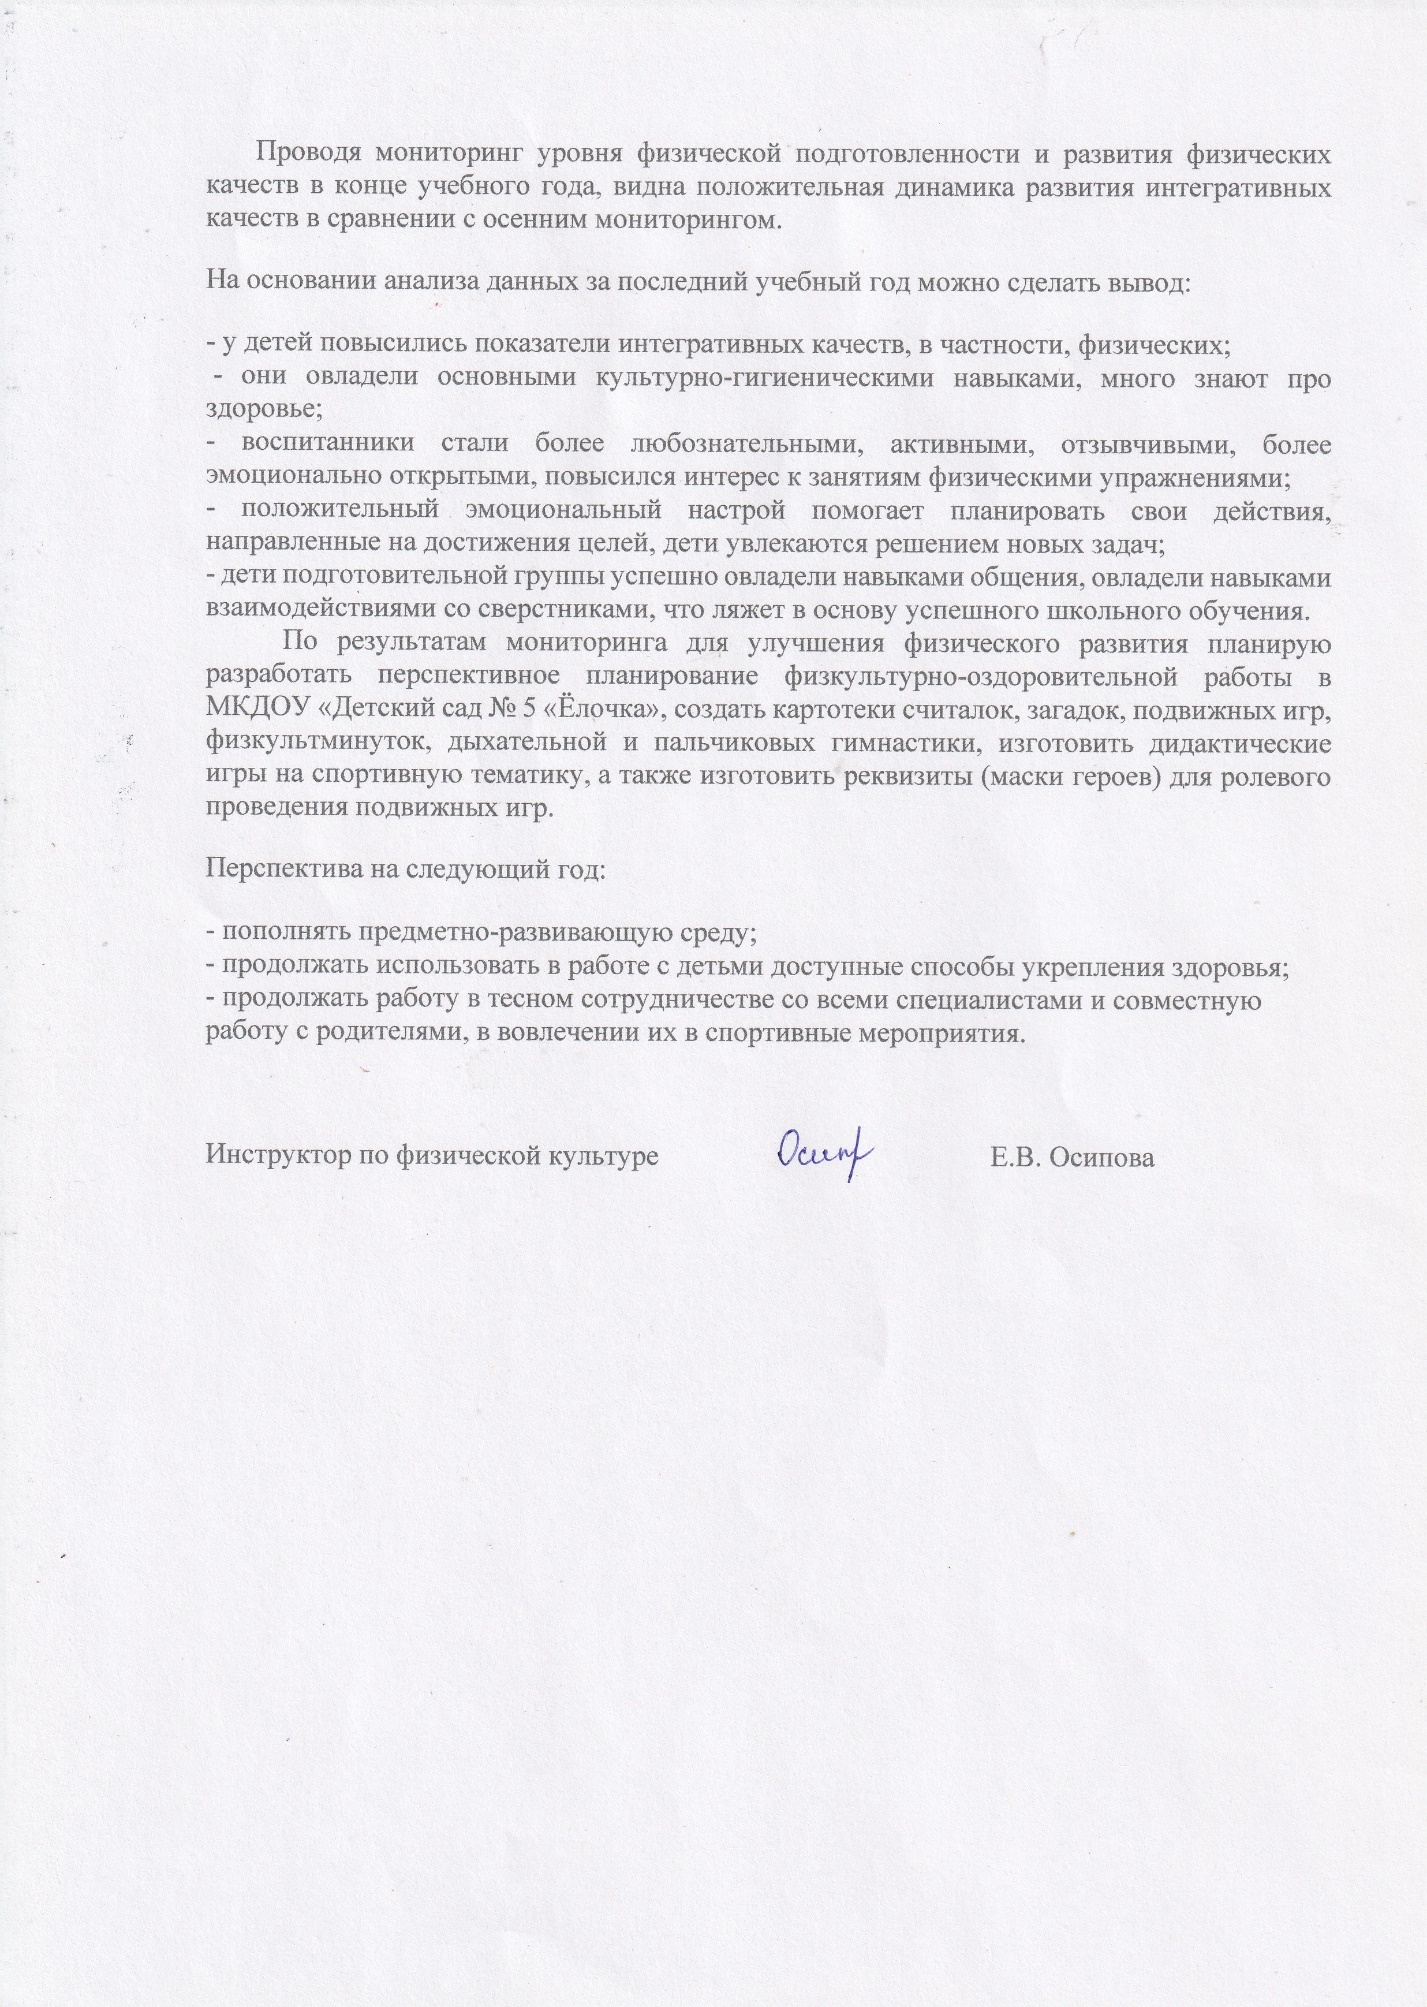 Проводя мониторинг уровня физической подготовленности и развития физических
качеств в конце учебного года, видна положительная динамика развития интегративных
качеств в сравнении с осенним мониторингом.
На основании анализа данных за последний учебный год можно сделать вывод:
- у детей повысились показатели интегративных качеств, в частности, физических;
- они овладели основными культурно-гигиеническими навыками, много знают про
здоровье;
- воспитанники стали более любознательными, активными, отзывчивыми, более
эмоционально открытыми, повысился интерес к занятиям физическими упражнениями;
- положительный эмоциональный настрой помогает планировать свои действия,
направленные на достижения целей, дети увлекаются решением новых задач;
- дети подготовительной группы успешно овладели навыками общения, овладели навыками
взаимодействиями со сверстниками, что ляжет в основу успешного школьного обучения.
По результатам мониторинга для улучшения физического развития планирую
разработать перспективное планирование физкультурно-оздоровительной работы в
МКДОУ «Детский сад № 5 «Ёлочка», создать картотеки считалок, загадок, подвижных игр,
физкультминуток, дыхательной и пальчиковых гимнастики, изготовить дидактические
игры на спортивную тематику, а также изготовить реквизиты (маски героев) для ролевого
проведения подвижных игр.
Перспектива на следующий год:
- пополнять предметно-развивающую среду;
- продолжать использовать в работе с детьми доступные способы укрепления здоровья;
- продолжать работу в тесном сотрудничестве со всеми специалистами и совместную
работу с родителями, в вовлечении их в спортивные мероприятия.
Инструктор по физической культуре Е.В. Осипова